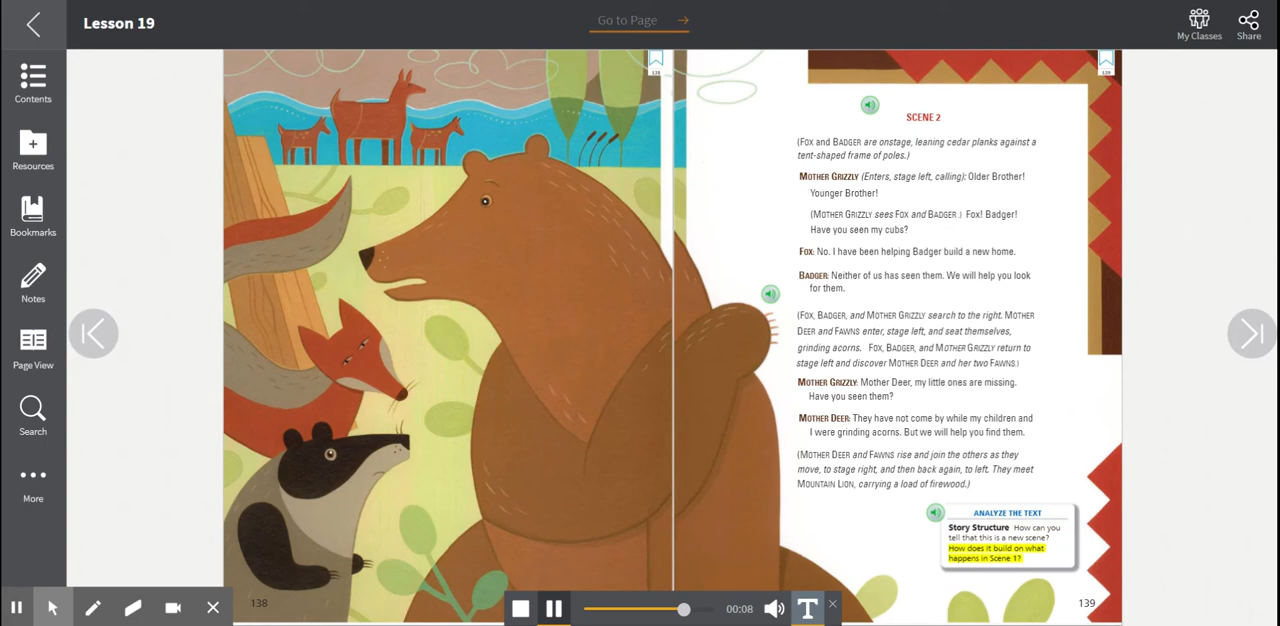 Lesson 19
Go to Page
My Classes
Share
Contents
Resources
Bookmarks
Notes
Page View
Search
More
138
139
SCENE 2
(FOX and BADGER are onstage, leaning cedar planks against a
tent-shaped frame of poles.)
MOTHER GRIZZLY (Enters, stage left, calling): Older Brother!
Younger Brother!
(MOTHER GRIZZLY sees FOX and BADGER.) Fox! Badger!
Have you seen my cubs?
FOX: No. I have been helping Badger build a new home.
BADGER: Neither of us has seen them. We will help you look
for them.
(FOX, BADGER, and MOTHER GRIZZLY search to the right. MOTHER
DEER and FAWNS enter, stage left, and seat themselves,
grinding acorns. FOX, BADGER, and MOTHER GRIZZLY return to
stage left and discover MOTHER DEER and her two FAWNS.)
MOTHER GRIZZLY: Mother Deer, my little ones are missing.
Have you seen them?
MOTHER DEER: They have not come by while my children and
I were grinding acorns. But we will help you find them.
(MOTHER DEER and FAWNS rise and join the others as they
move, to stage right, and then back again, to left. They meet
MOUNTAIN LION, carrying a load of firewood.)
ANALYZE THE TEXT
Story Structure How can you
tell that this is a new scene?
How does it build on what
happens in Scene 1?
138
139
00:08
T